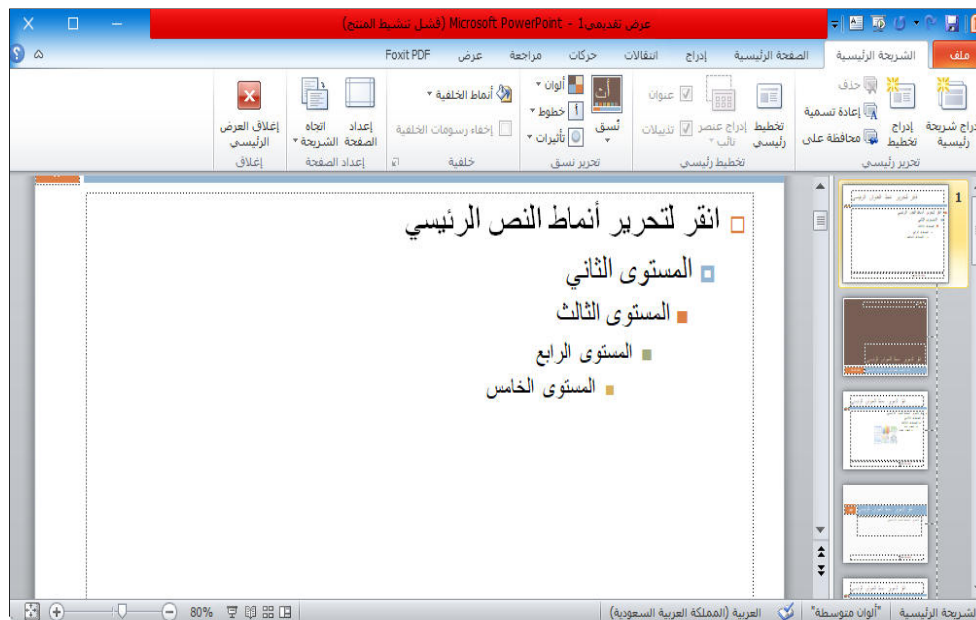 عرض تقديمي1 - Microsoft PowerPoint (فشل تنشيط المنتج)
ملف الشريحة الرئيسية الصفحة الرئيسية إدراج انتقالات حركات مراجعة عرض Foxit PDF
حذف
إعادة تسمية
محافظة على
إدراج تخطيط
تحرير رئيسي
تخطيط رئيسي
إدراج عنصر نائب
عنوان
تذييلات
تخطيط رئيسي
نُسق
ألوان
خطوط
تأثيرات
تحرير نسق
أنماط الخلفية
إخفاء رسومات الخلفية
خلفية
إعداد الصفحة
اتجاه الشريحة
إعداد الصفحة
إغلاق العرض الرئيسي
إغلاق
1
انقر لتحرير أنماط النص الرئيسي
المستوى الثاني
المستوى الثالث
المستوى الرابع
المستوى الخامس
الشريحة الرئيسية "ألوان متوسطة" العربية (المملكة العربية السعودية) 80%